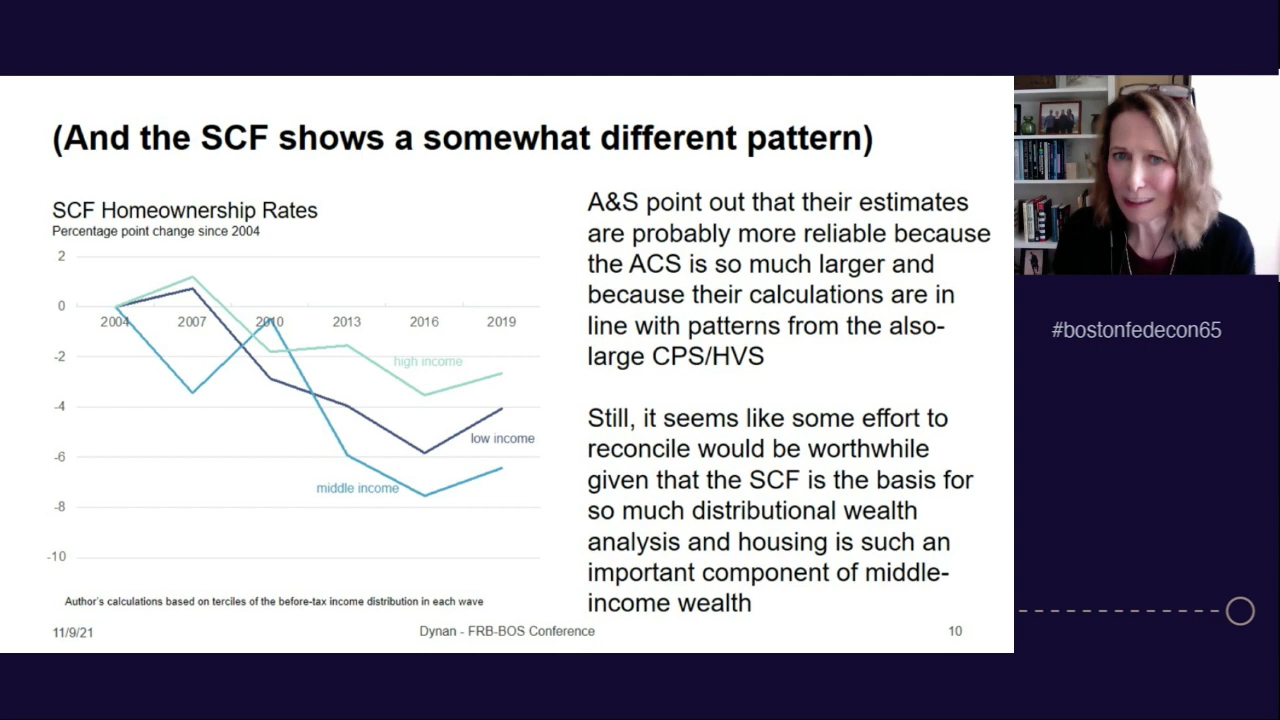 (And the SCF shows a somewhat different pattern)
SCF Homeownership Rates
Percentage point change since 2004
2
0
-2
-4
-6
-8
-10
2004
2007
2010
2013
2016
2019
high income
low income
middle income
Author's calculations based on terciles of the before-tax income distribution in each wave
A&S point out that their estimates
are probably more reliable because
the ACS is so much larger and
because their calculations are in
line with patterns from the also-
large CPS/HVS
Still, it seems like some effort to
reconcile would be worthwhile
given that the SCF is the basis for
so much distributional wealth
analysis and housing is such an
important component of middle-
income wealth
11/9/21
Dynan - FRB-BOS Conference
10
#bostonfedecon65